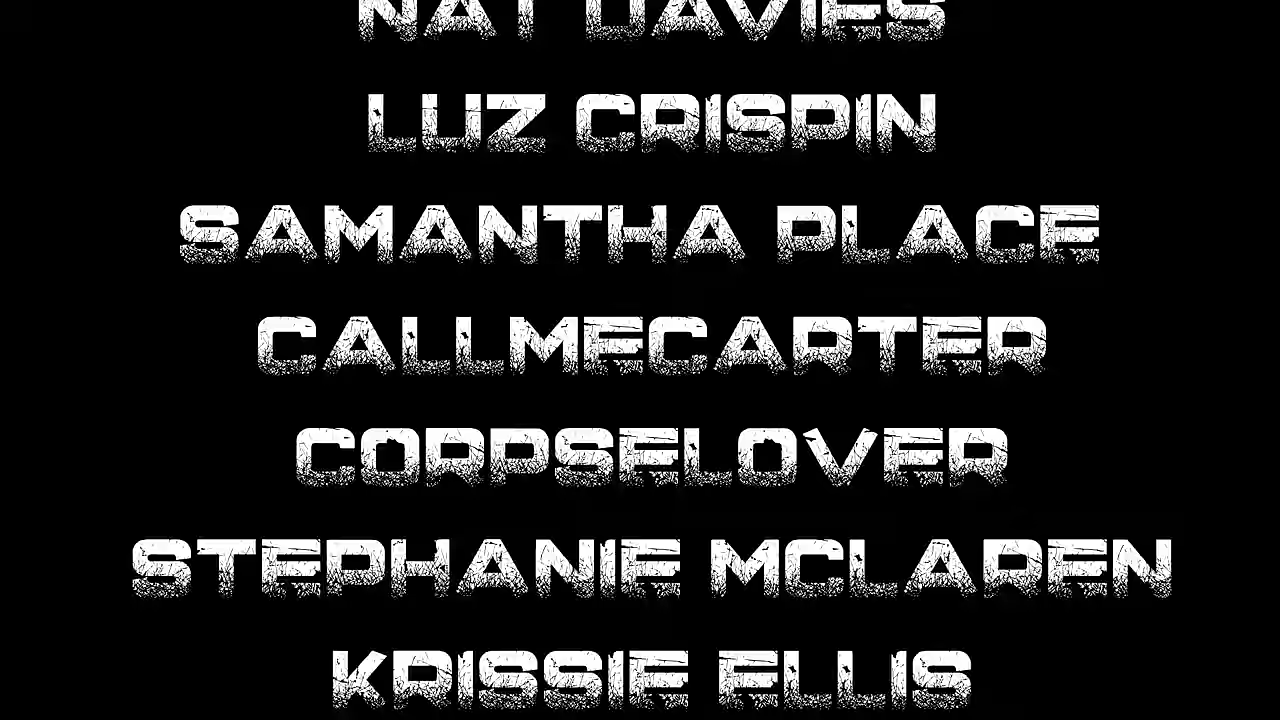 NAT DAVIES
LUZ CRISPIN
SAMANTHA PLACE
CALLMECARTER
CORPSELOVER
STEPHANIE MCLAREN
KRISSIE ELLIS